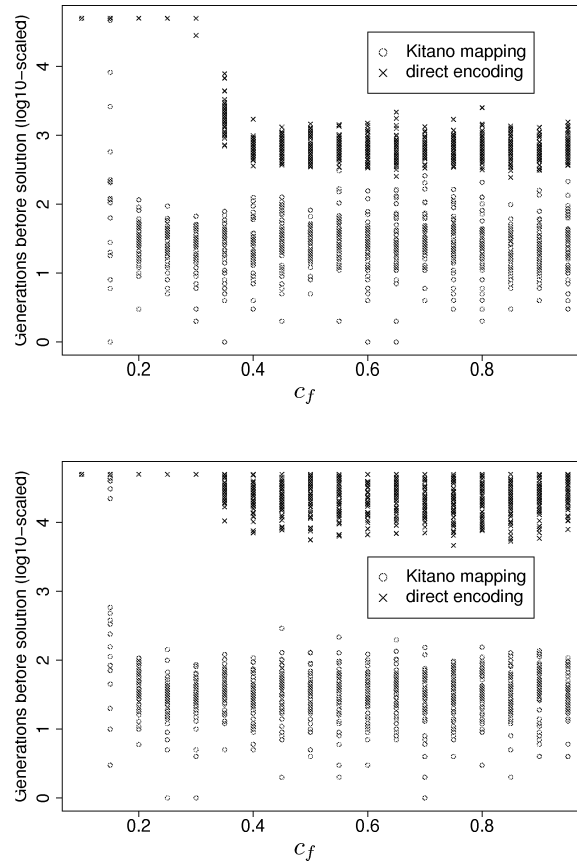 Generations before solution (log10-scaled)
4
3
2
1
0
Kitano mapping
direct encoding
0.2 0.4 0.6 0.8
c_f
Generations before solution (log10-scaled)
4
3
2
1
0
Kitano mapping
direct encoding
0.2 0.4 0.6 0.8
c_f